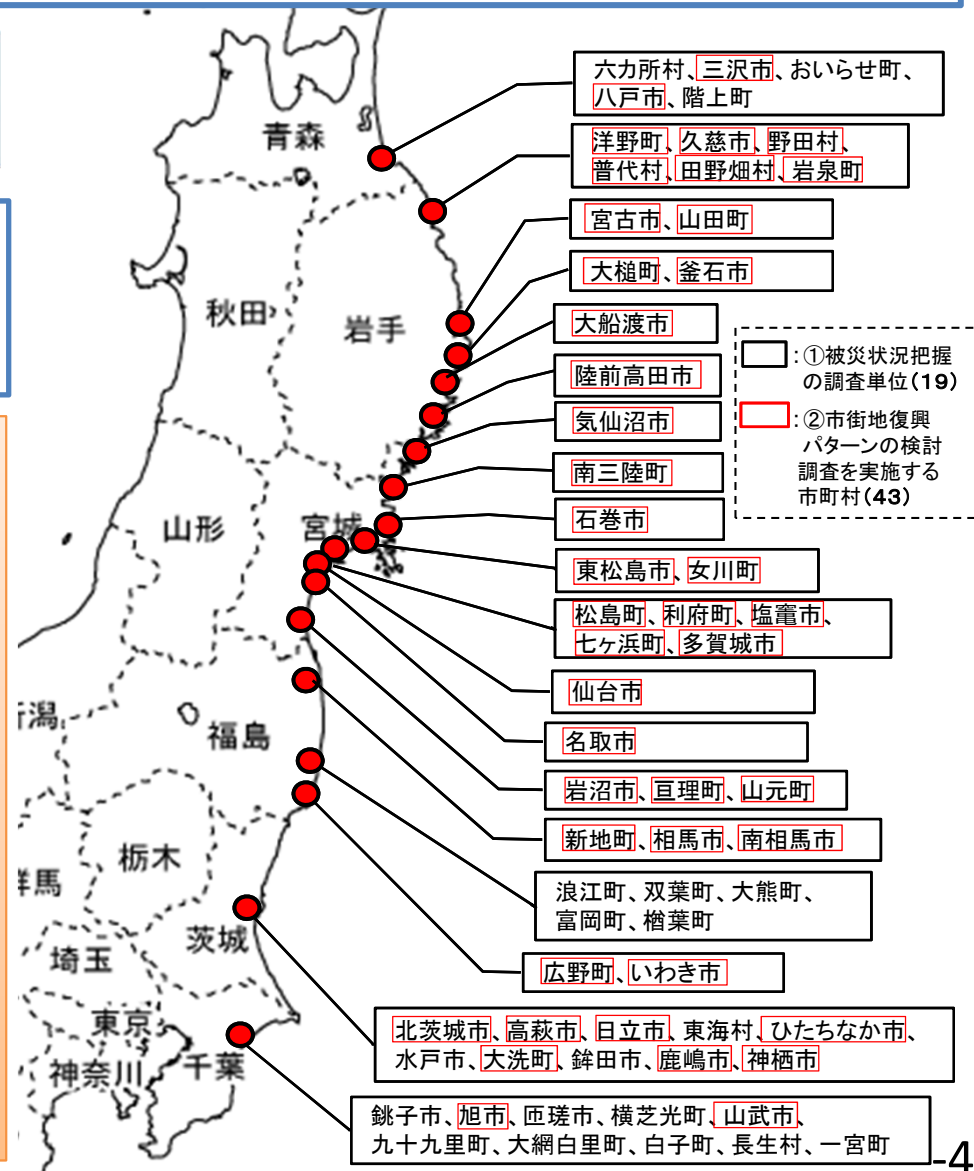 六カ所村、三沢市、おいらせ町、
八戸市、階上町
洋野町、久慈市、野田村、
普代村、田野畑村、岩泉町
宮古市、山田町
大槌町、釜石市
大船渡市
陸前高田市
気仙沼市
南三陸町
石巻市
東松島市、女川町
松島町、利府町、塩竈市、
七ヶ浜町、多賀城市
仙台市
名取市
岩沼市、亘理町、山元町
新地町、相馬市、南相馬市
浪江町、双葉町、大熊町、
富岡町、楢葉町
広野町、いわき市
北茨城市、高萩市、日立市、東海村、ひたちなか市、
水戸市、大洗町、鉾田市、鹿嶋市、神栖市
銚子市、旭市、匝瑳市、横芝光町、山武市、
九十九里町、大網白里町、白子町、長生村、一宮町
:①被災状況把握
の調査単位(19)
:②市街地復興
パターンの検討
調査を実施する
市町村(43)
青森
秋田
岩手
山形
宮城
潟
福島
栃木
群馬
茨城
埼玉
東京
神奈川
千葉
-4